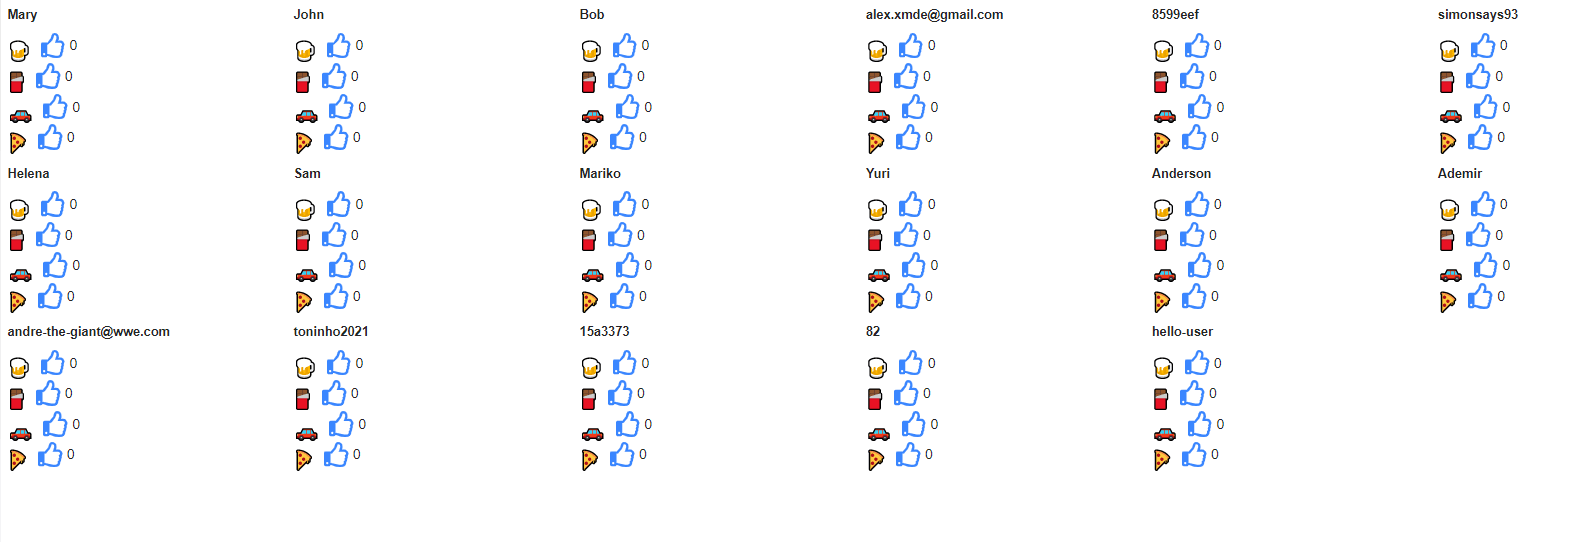 Mary John Bob alex.xmde@gmail.com 8599eef simonsays93
0 0 0 0 0 0
0 0 0 0 0 0
0 0 0 0 0 0
0 0 0 0 0 0
Helena Sam Mariko Yuri Anderson Ademir
0 0 0 0 0 0
0 0 0 0 0 0
0 0 0 0 0 0
0 0 0 0 0 0
andre-the-giant@wwe.com toninho2021 15a3373 82 hello-user
0 0 0 0 0
0 0 0 0 0
0 0 0 0 0
0 0 0 0 0